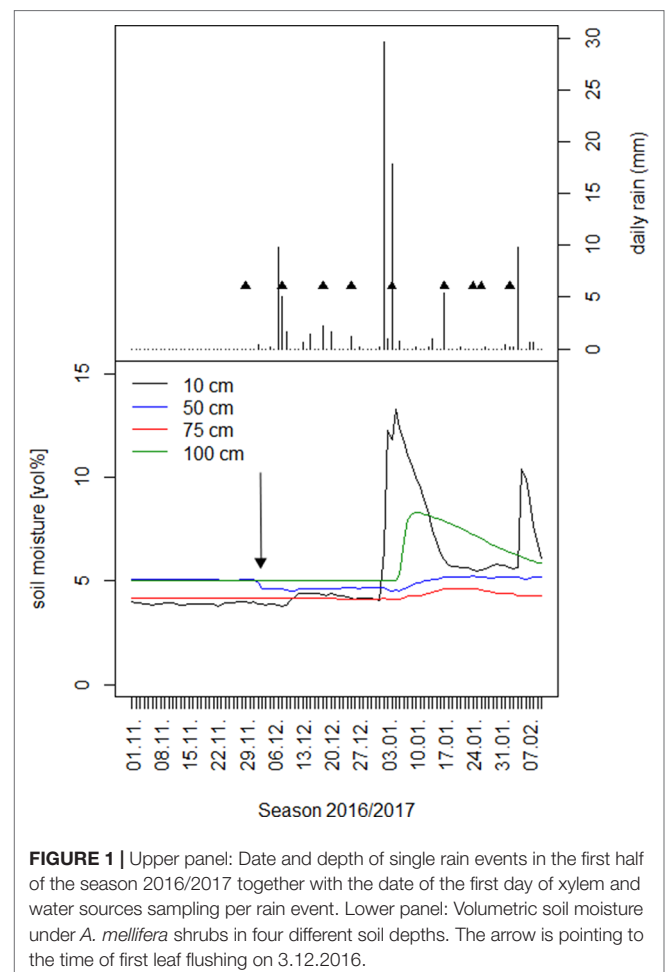 30
25
20
15
10
5
0
daily rain (mm)
15
10
5
0
soil moisture [vol%]
10 cm
50 cm
75 cm
100 cm
01.11.
08.11.
15.11.
22.11.
29.11.
06.12.
13.12.
20.12.
27.12.
03.01.
10.01.
17.01.
24.01.
31.01.
07.02.
Season 2016/2017
FIGURE 1 | Upper panel: Date and depth of single rain events in the first half
of the season 2016/2017 together with the date of the first day of xylem and
water sources sampling per rain event. Lower panel: Volumetric soil moisture
under A. mellifera shrubs in four different soil depths. The arrow is pointing to
the time of first leaf flushing on 3.12.2016.